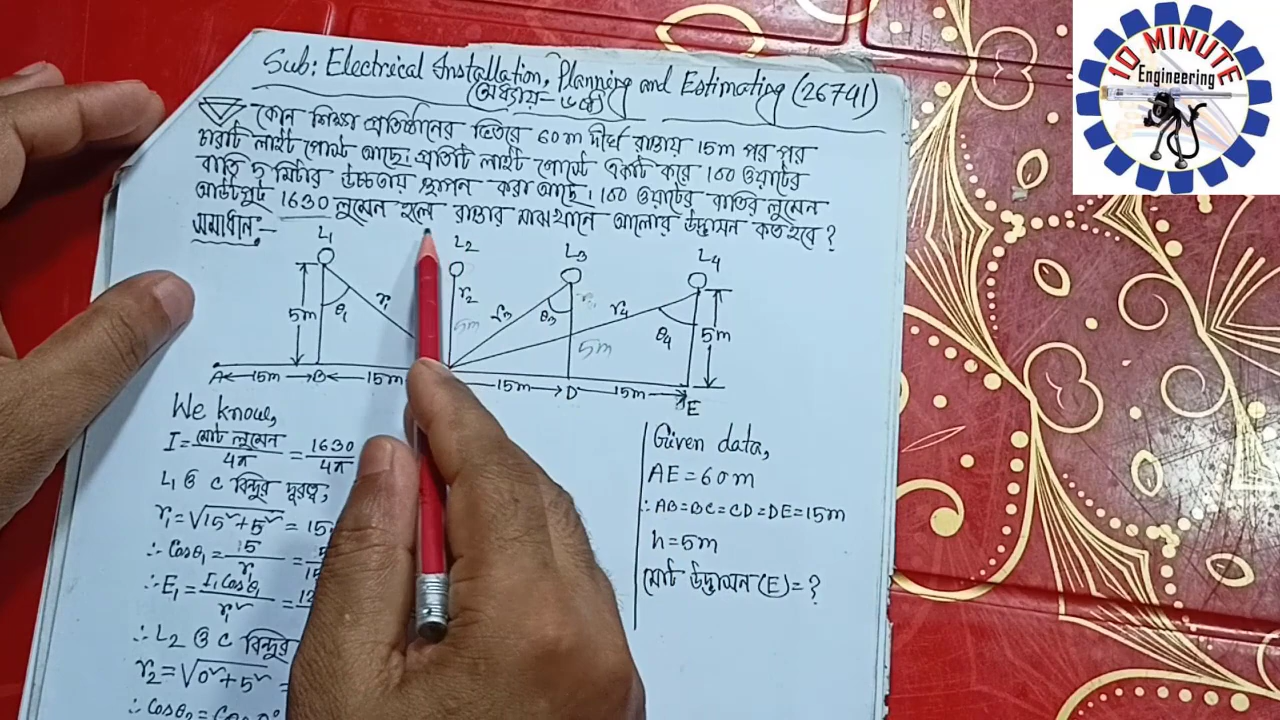 Sub: Electrical Installation, Planning and Estimating (26741)
(অধ্যায়-৬ষ্ঠ)
কোন শিক্ষা প্রতিষ্ঠানের ভিতরে 60m দীর্ঘ রাস্তায় 15m পর পর
চারটি লাইট পোস্ট আছে। প্রতিটি লাইট পোস্টে একটি করে 100 ওয়াটের
বাতি 5 মিটার উচ্চতায় স্থাপন করা আছে। 100 ওয়াটের বাতির লুমেন
আউটপুট 1630 লুমেন হলে রাস্তার মাঝখানে আলোর উদ্ভাসন কত হবে?
সমাধান:-
L1 L2 L3 L4
5m θ1 r1 r2 5m r3 θ3 5m r4 θ4 5m
A 15m B 15m 15m D 15m E
We know,
I = মোট লুমেন / 4π = 1630 / 4π
L1 ও C বিন্দুর দূরত্ব,
r1 = √15²+5² = 15
∴ Cosθ1 = 15 / r1 =
∴ E1 = I1 Cosθ1 / r1² =
∴ L2 ও C বিন্দুর
r2 = √0²+5² =
∴ Cosθ2 = Cos 0°
Given data,
AE = 60m
∴ AB = BC = CD = DE = 15m
h = 5m
মোট উদ্ভাসন (E) = ?
10 MINUTE
Engineering